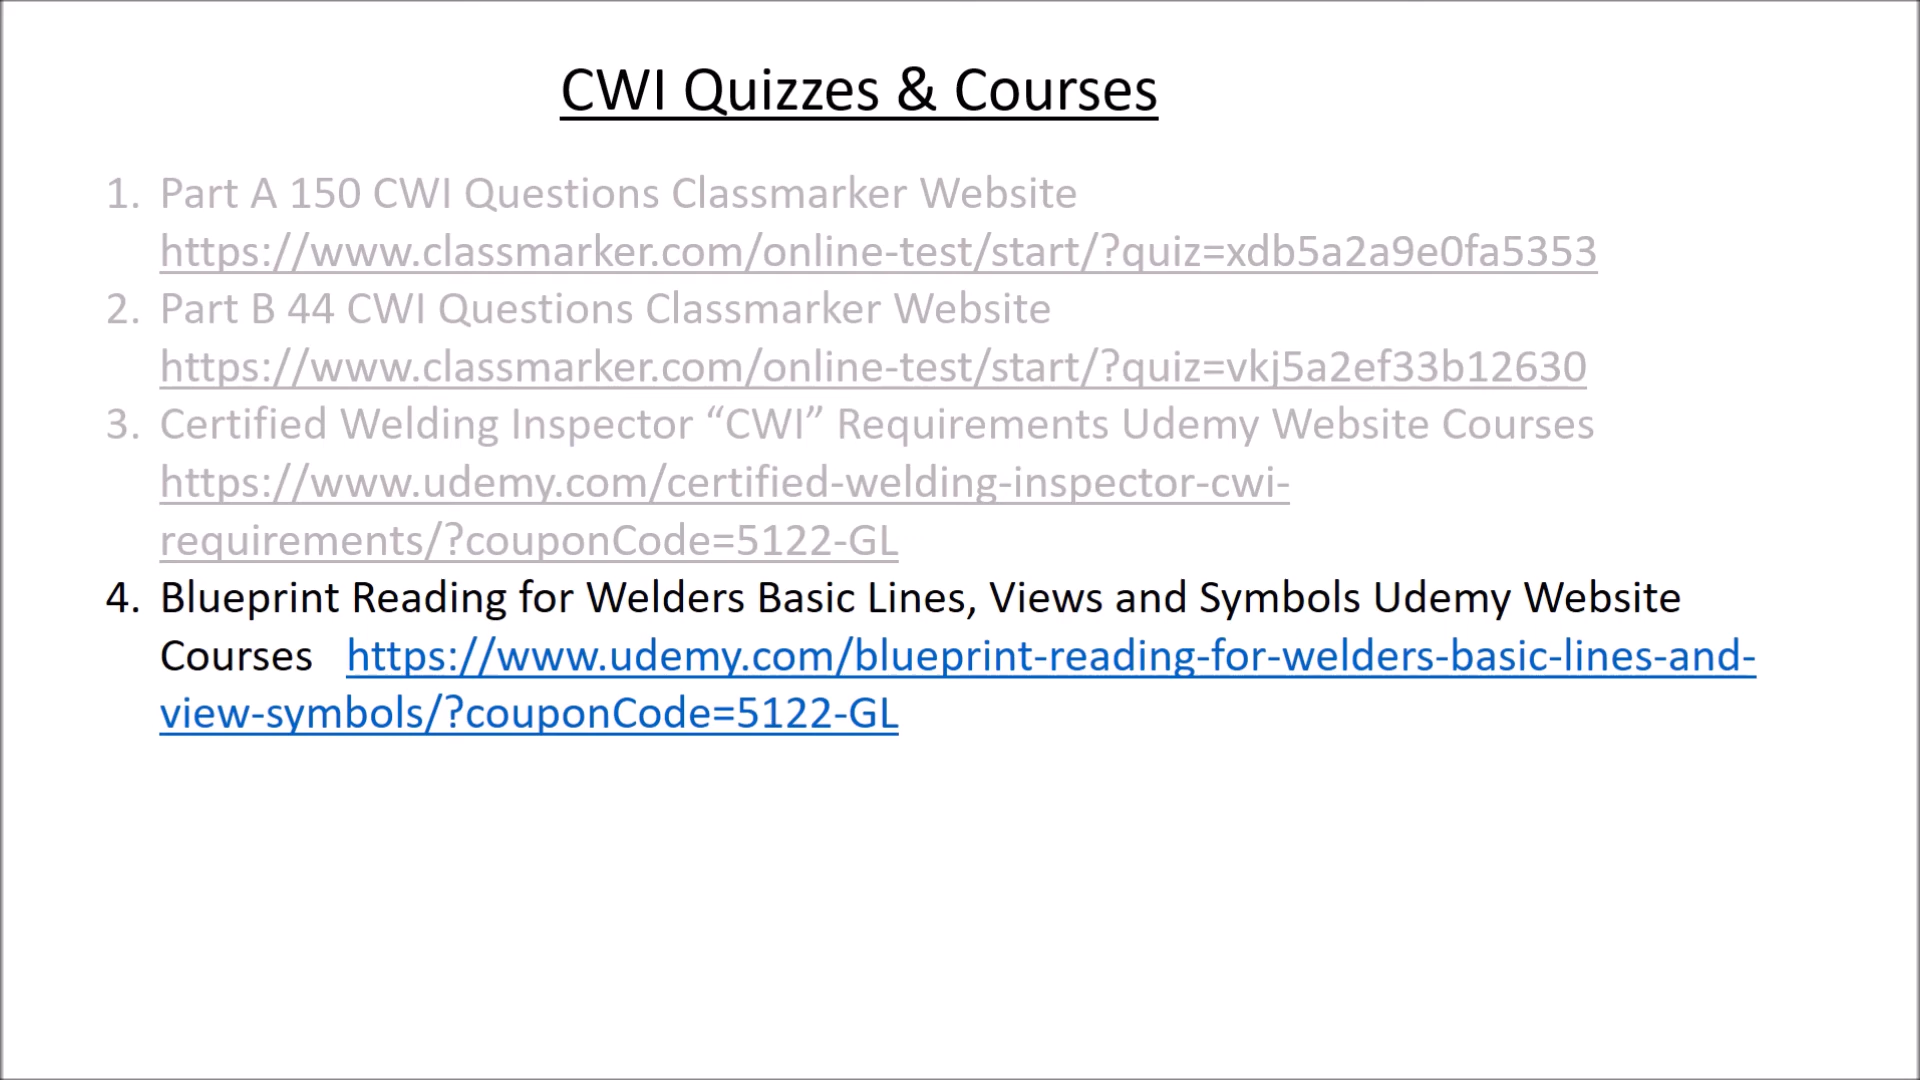 CWI Quizzes & Courses
1. Part A 150 CWI Questions Classmarker Website
https://www.classmarker.com/online-test/start/?quiz=xdb5a2a9e0fa5353
2. Part B 44 CWI Questions Classmarker Website
https://www.classmarker.com/online-test/start/?quiz=vkj5a2ef33b12630
3. Certified Welding Inspector “CWI” Requirements Udemy Website Courses
https://www.udemy.com/certified-welding-inspector-cwi-
requirements/?couponCode=5122-GL
4. Blueprint Reading for Welders Basic Lines, Views and Symbols Udemy Website
Courses https://www.udemy.com/blueprint-reading-for-welders-basic-lines-and-
view-symbols/?couponCode=5122-GL